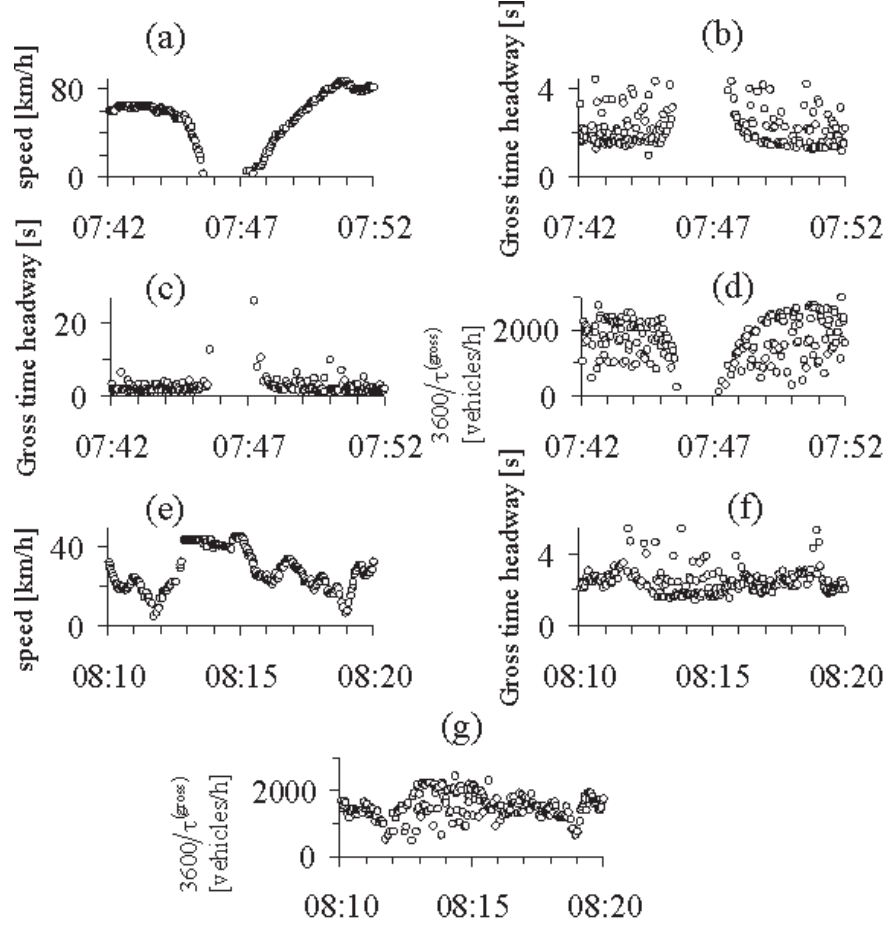 (a)
speed [km/h]
80
0
07:42 07:47 07:52
(b)
Gross time headway [s]
4
2
0
07:42 07:47 07:52
(c)
Gross time headway [s]
20
0
07:42 07:47 07:52
(d)
3600/τ(gross)
[vehicles/h]
2000
0
07:42 07:47 07:52
(e)
speed [km/h]
40
0
08:10 08:15 08:20
(f)
Gross time headway [s]
4
2
0
08:10 08:15 08:20
(g)
3600/τ(gross)
[vehicles/h]
2000
0
08:10 08:15 08:20